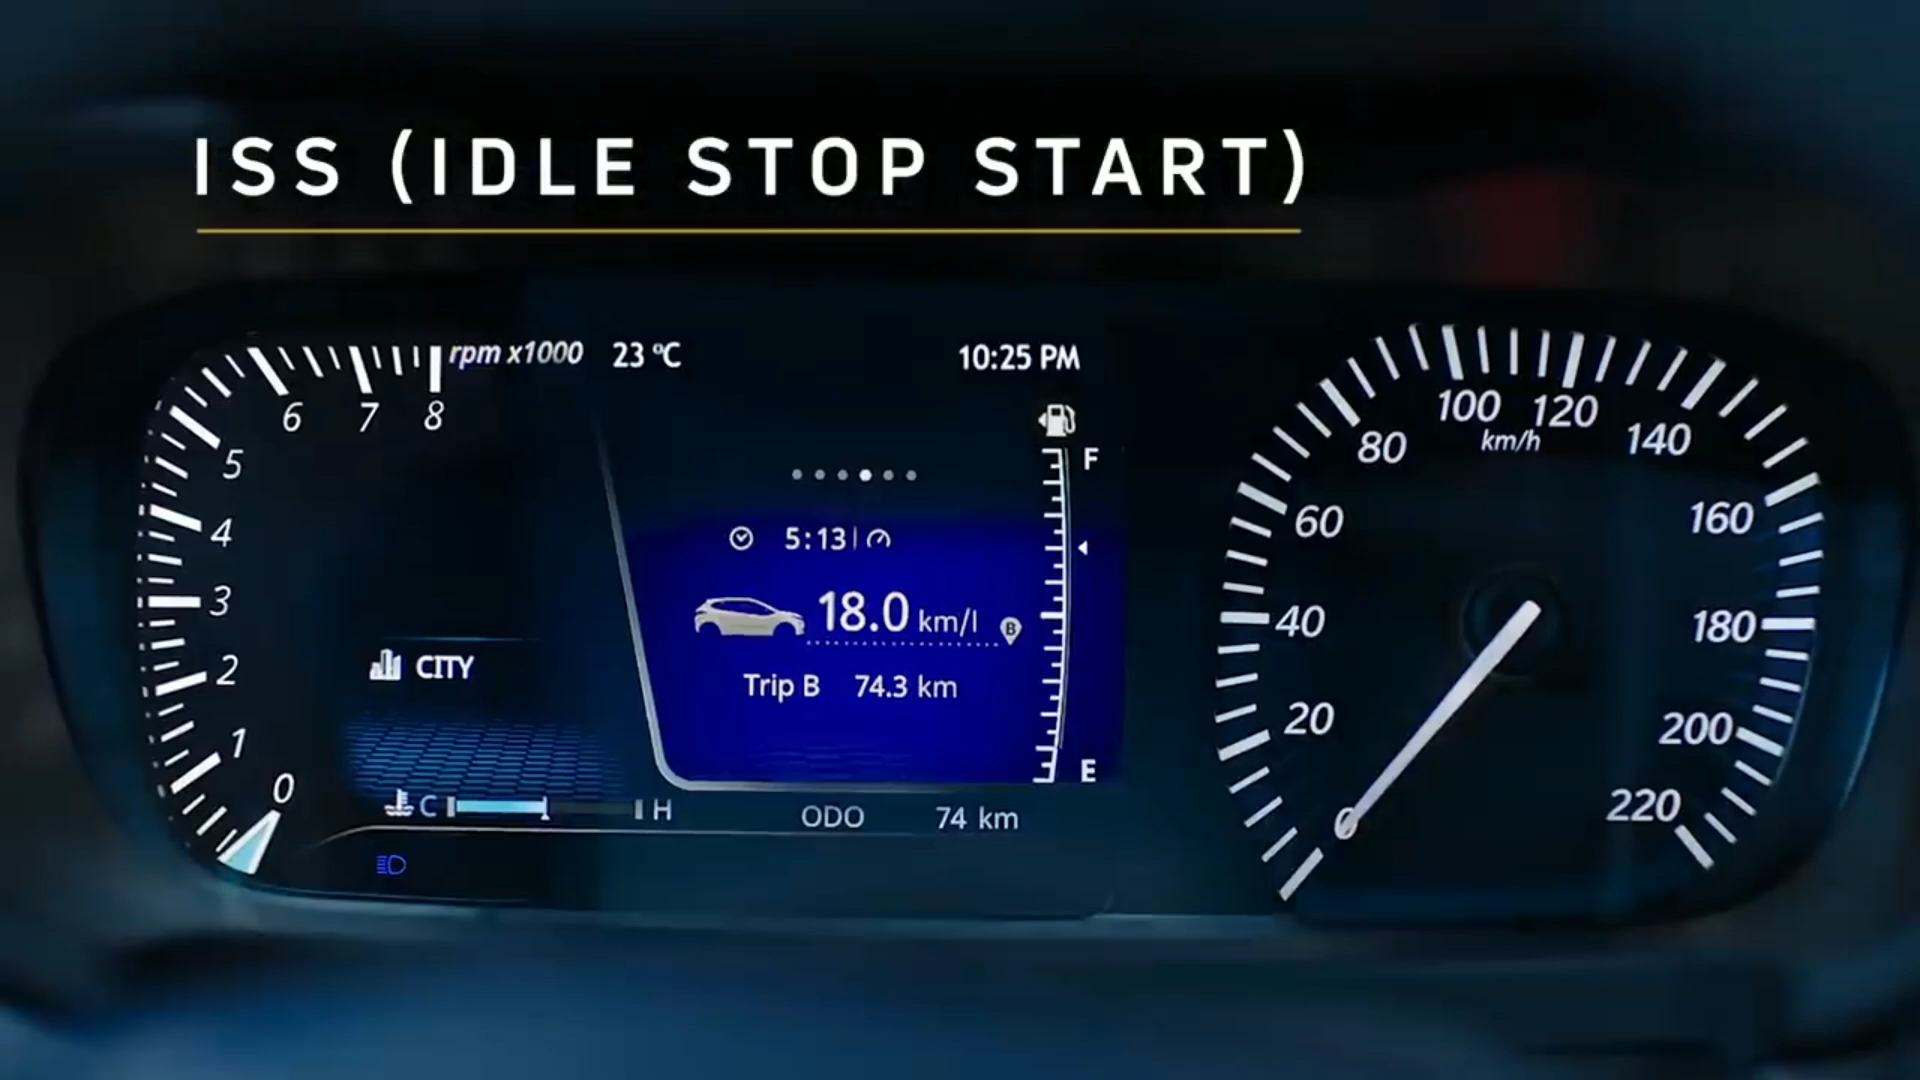 ISS (IDLE STOP START)
rpm x1000 23 °C 10:25 PM
6 7 8
5
4
3
2
1
0
CITY
C H
5:13
18.0 km/l
B
Trip B 74.3 km
ODO 74 km
F
E
0
20
40
60
80
100
120
km/h
140
160
180
200
220